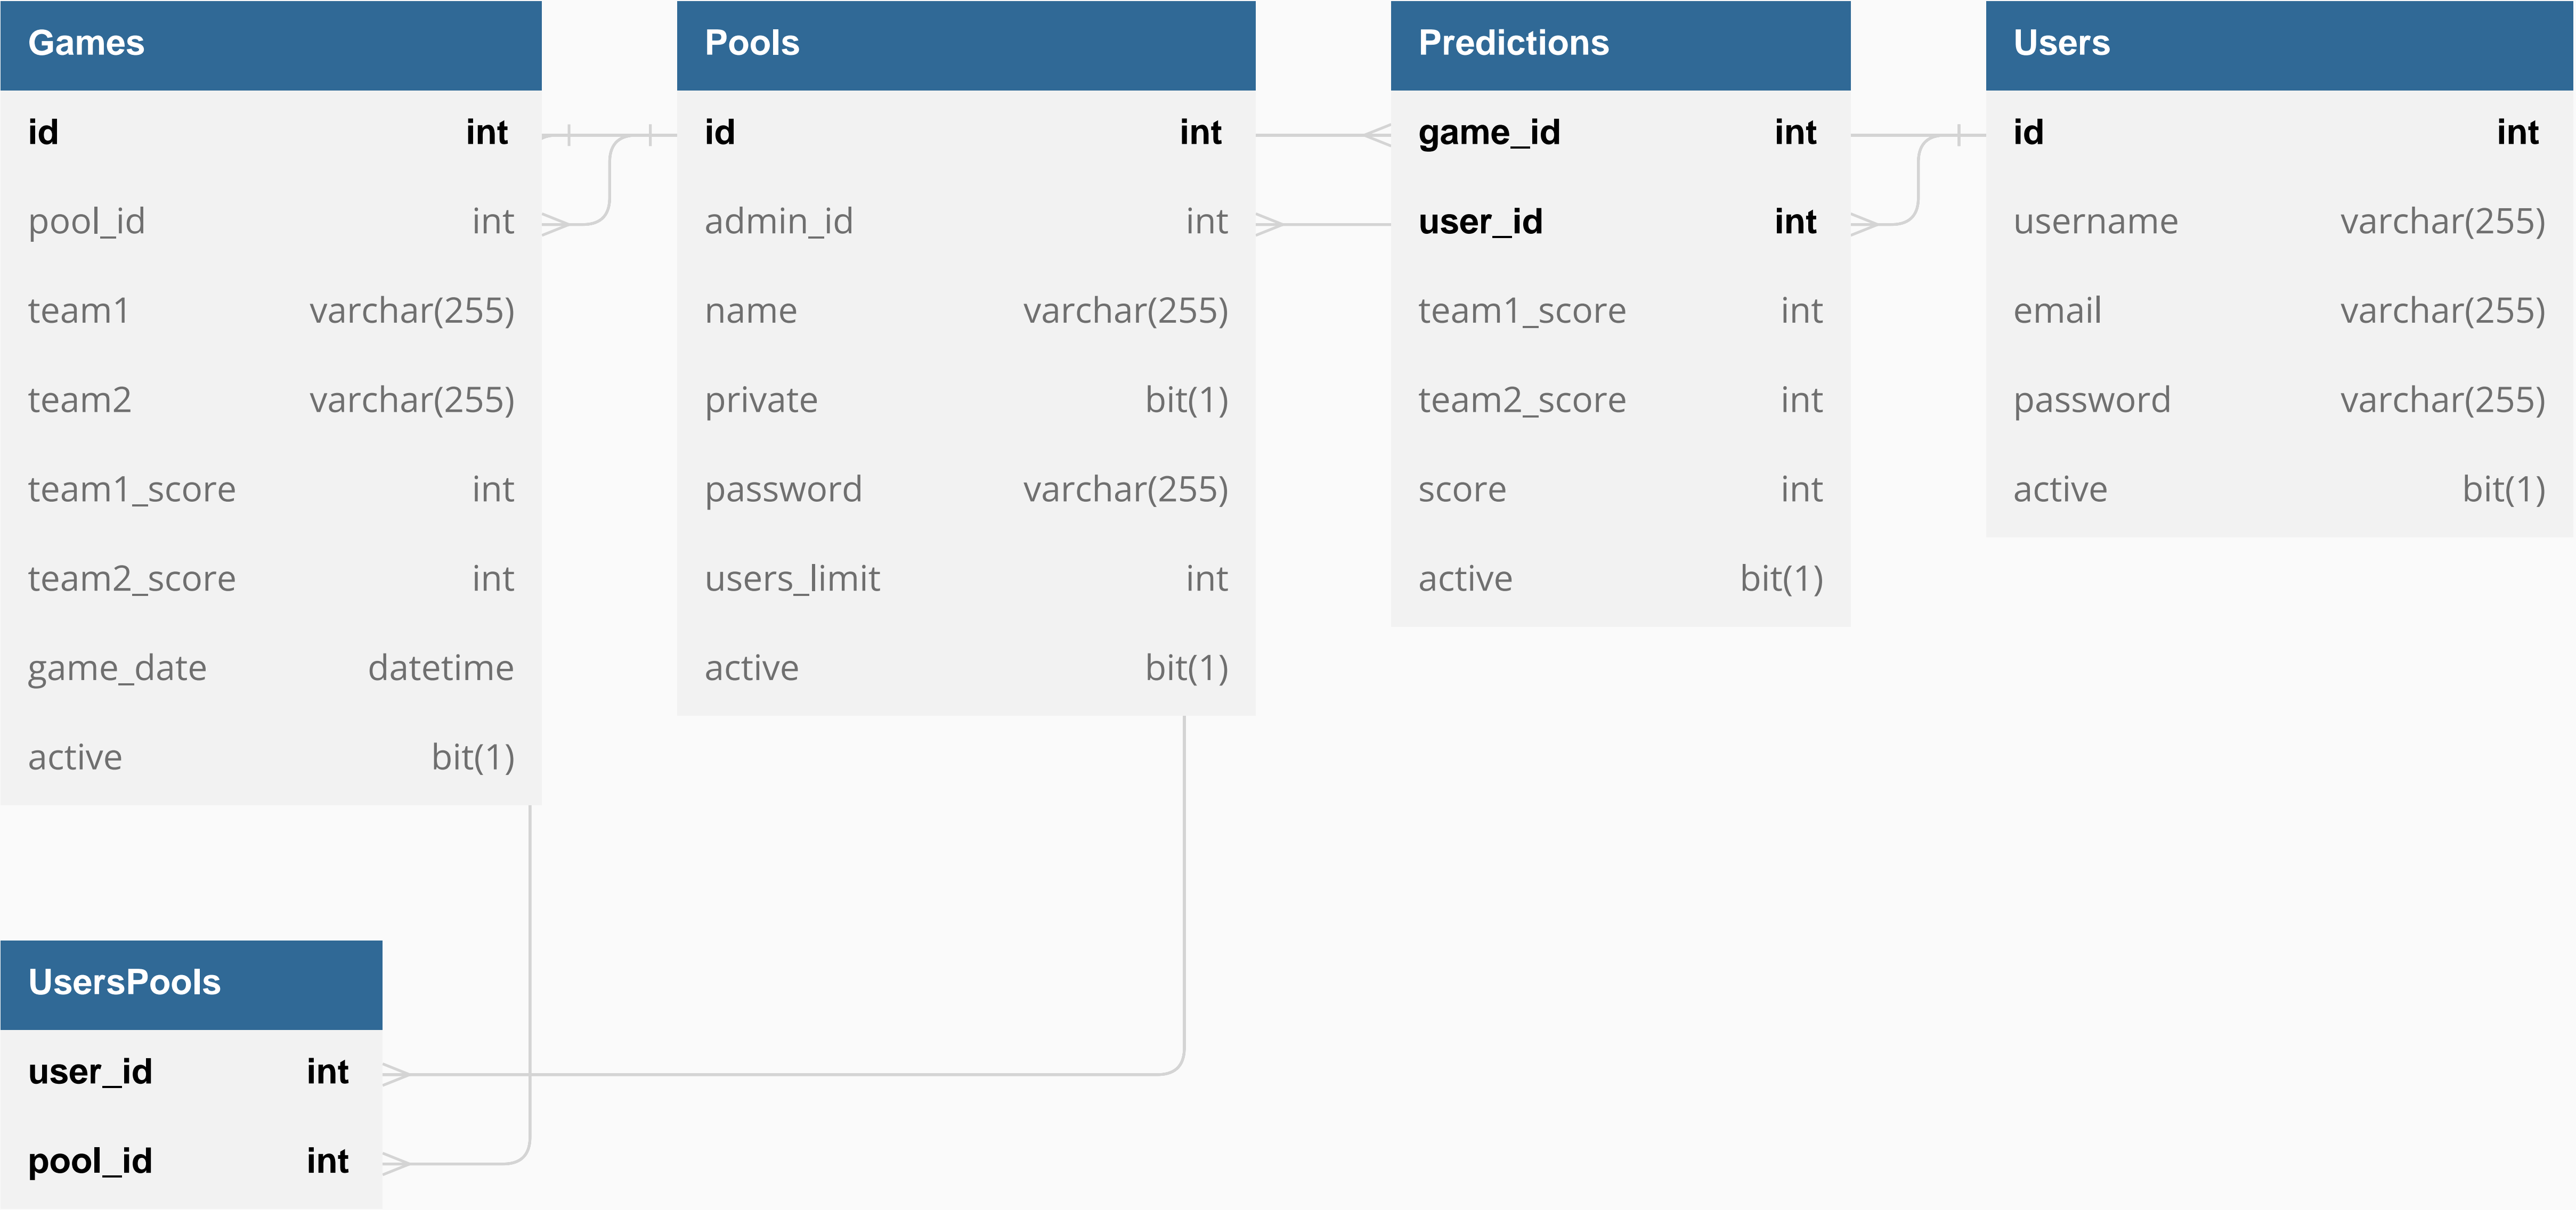 Games
id int
pool_id int
team1 varchar(255)
team2 varchar(255)
team1_score int
team2_score int
game_date datetime
active bit(1)
Pools
id int
admin_id int
name varchar(255)
private bit(1)
password varchar(255)
users_limit int
active bit(1)
Predictions
game_id int
user_id int
team1_score int
team2_score int
score int
active bit(1)
Users
id int
username varchar(255)
email varchar(255)
password varchar(255)
active bit(1)
UsersPools
user_id int
pool_id int